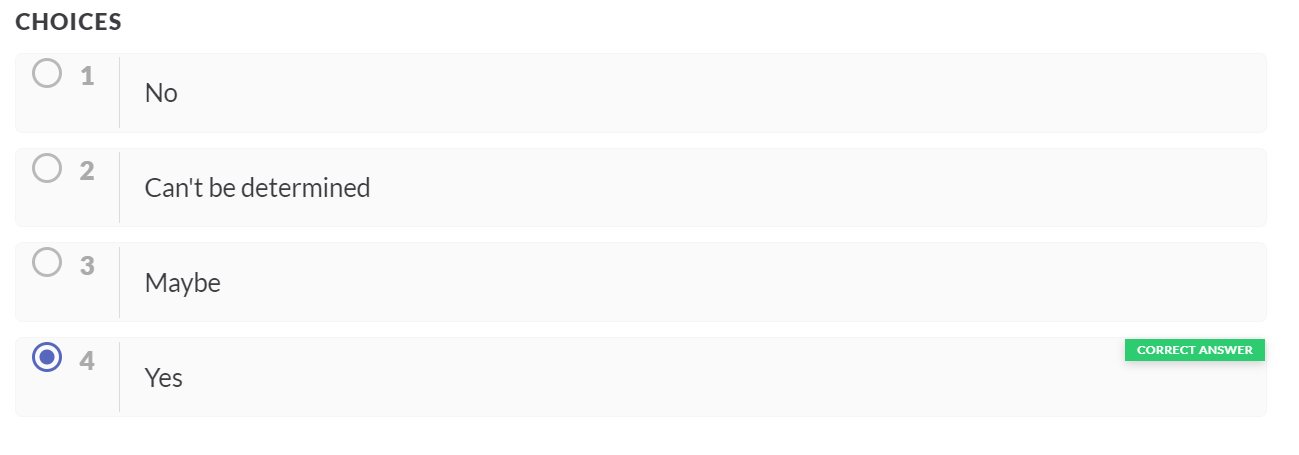 CHOICES
1
No
2
Can't be determined
3
Maybe
CORRECT ANSWER
4
Yes